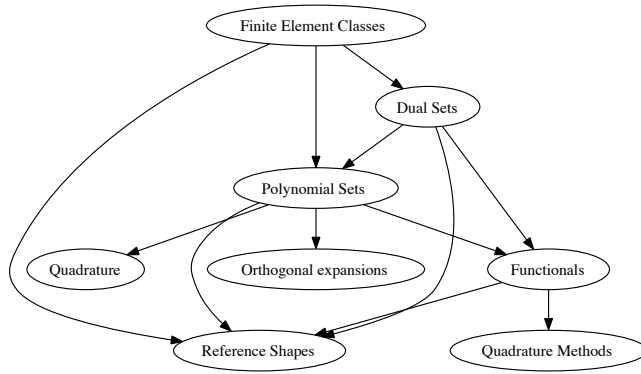 Finite Element Classes
Dual Sets
Polynomial Sets
Quadrature
Orthogonal expansions
Functionals
Reference Shapes
Quadrature Methods